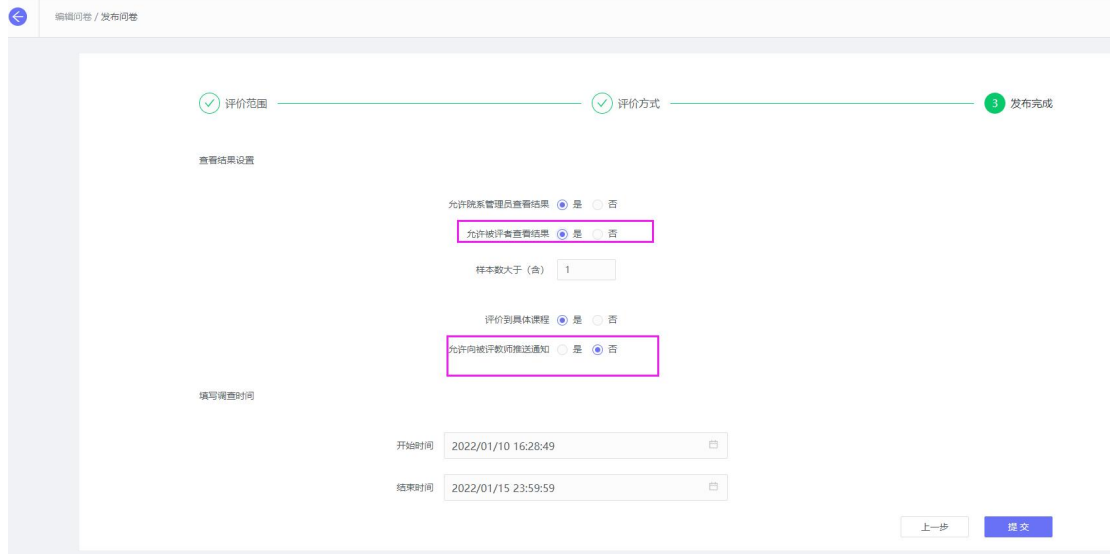 编辑问卷 / 发布问卷
评价范围 评价方式 3 发布完成
查看结果设置
允许院系管理员查看结果 是 否
允许被评者查看结果 是 否
样本数大于（含） 1
评价到具体课程 是 否
允许向被评教师推送通知 是 否
填写调查时间
开始时间 2022/01/10 16:28:49
结束时间 2022/01/15 23:59:59
上一步 提交